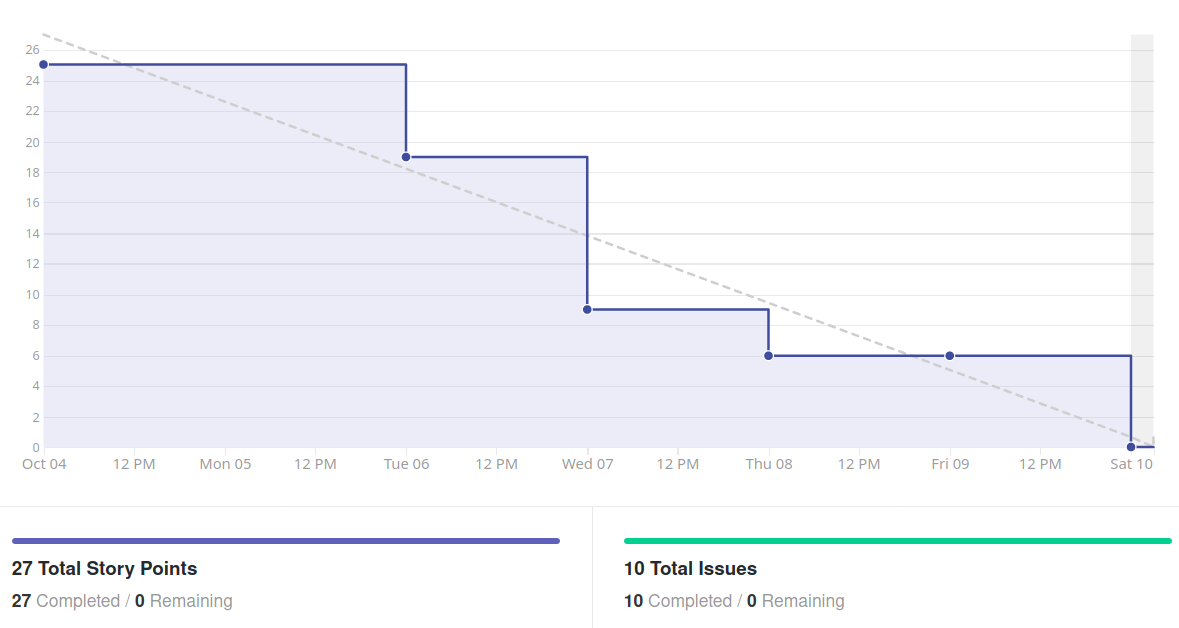 26
24
22
20
18
16
14
12
10
8
6
4
2
0
Oct 04 12 PM Mon 05 12 PM Tue 06 12 PM Wed 07 12 PM Thu 08 12 PM Fri 09 12 PM Sat 10
27 Total Story Points
27 Completed / 0 Remaining
10 Total Issues
10 Completed / 0 Remaining